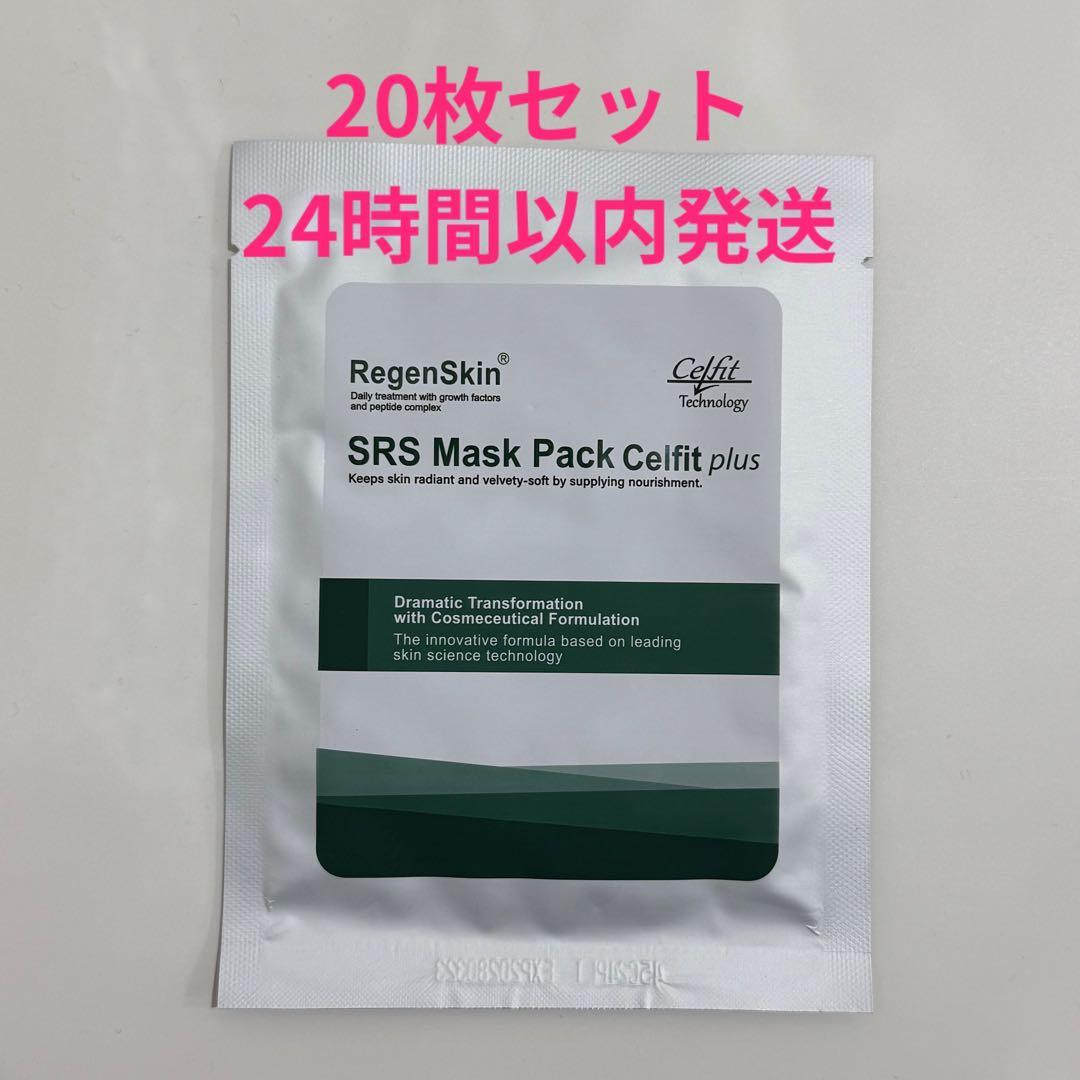 20枚セット
24時間以内発送
RegenSkin®
Daily treatment with growth factors
and peptide complex
Celfit
Technology
SRS Mask Pack Celfit plus
Keeps skin radiant and velvety-soft by supplying nourishment.
Dramatic Transformation
with Cosmeceutical Formulation
The innovative formula based on leading
skin science technology
EXP20280323